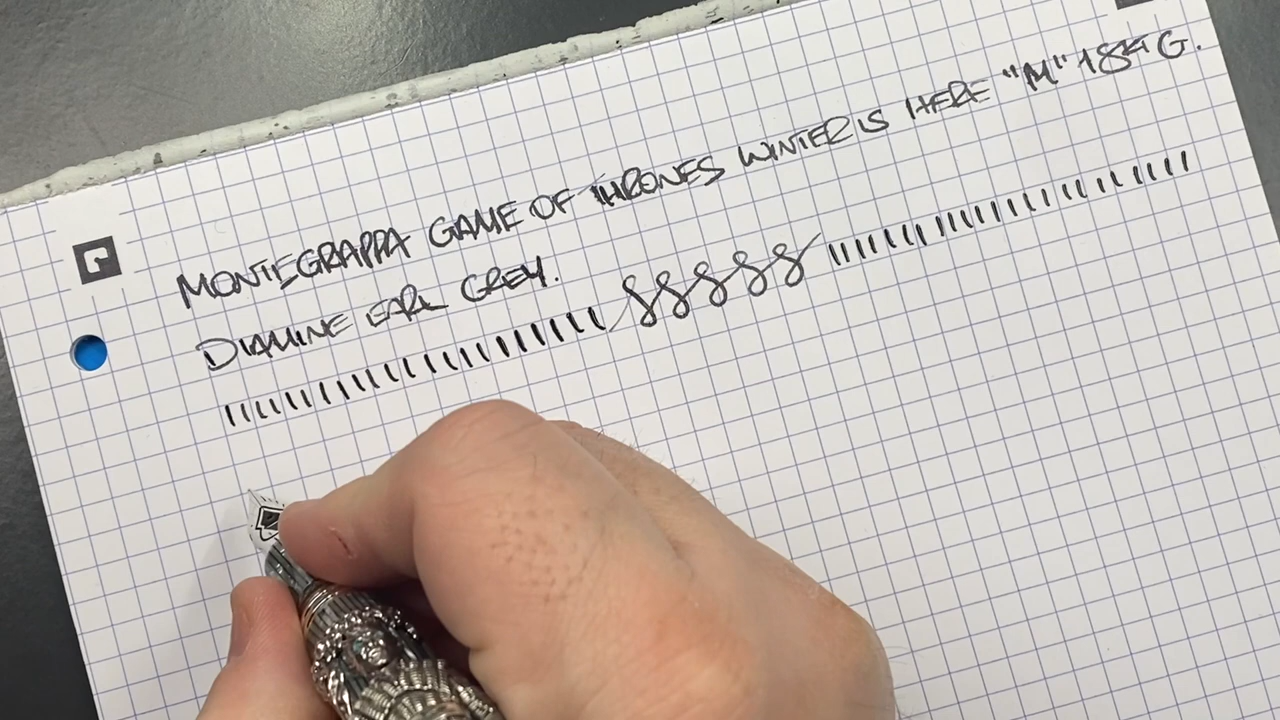 MONTEGRAPPA GAME OF THRONES WINTER IS HERE "M" 18K G.
DIAMINE EARL GREY.